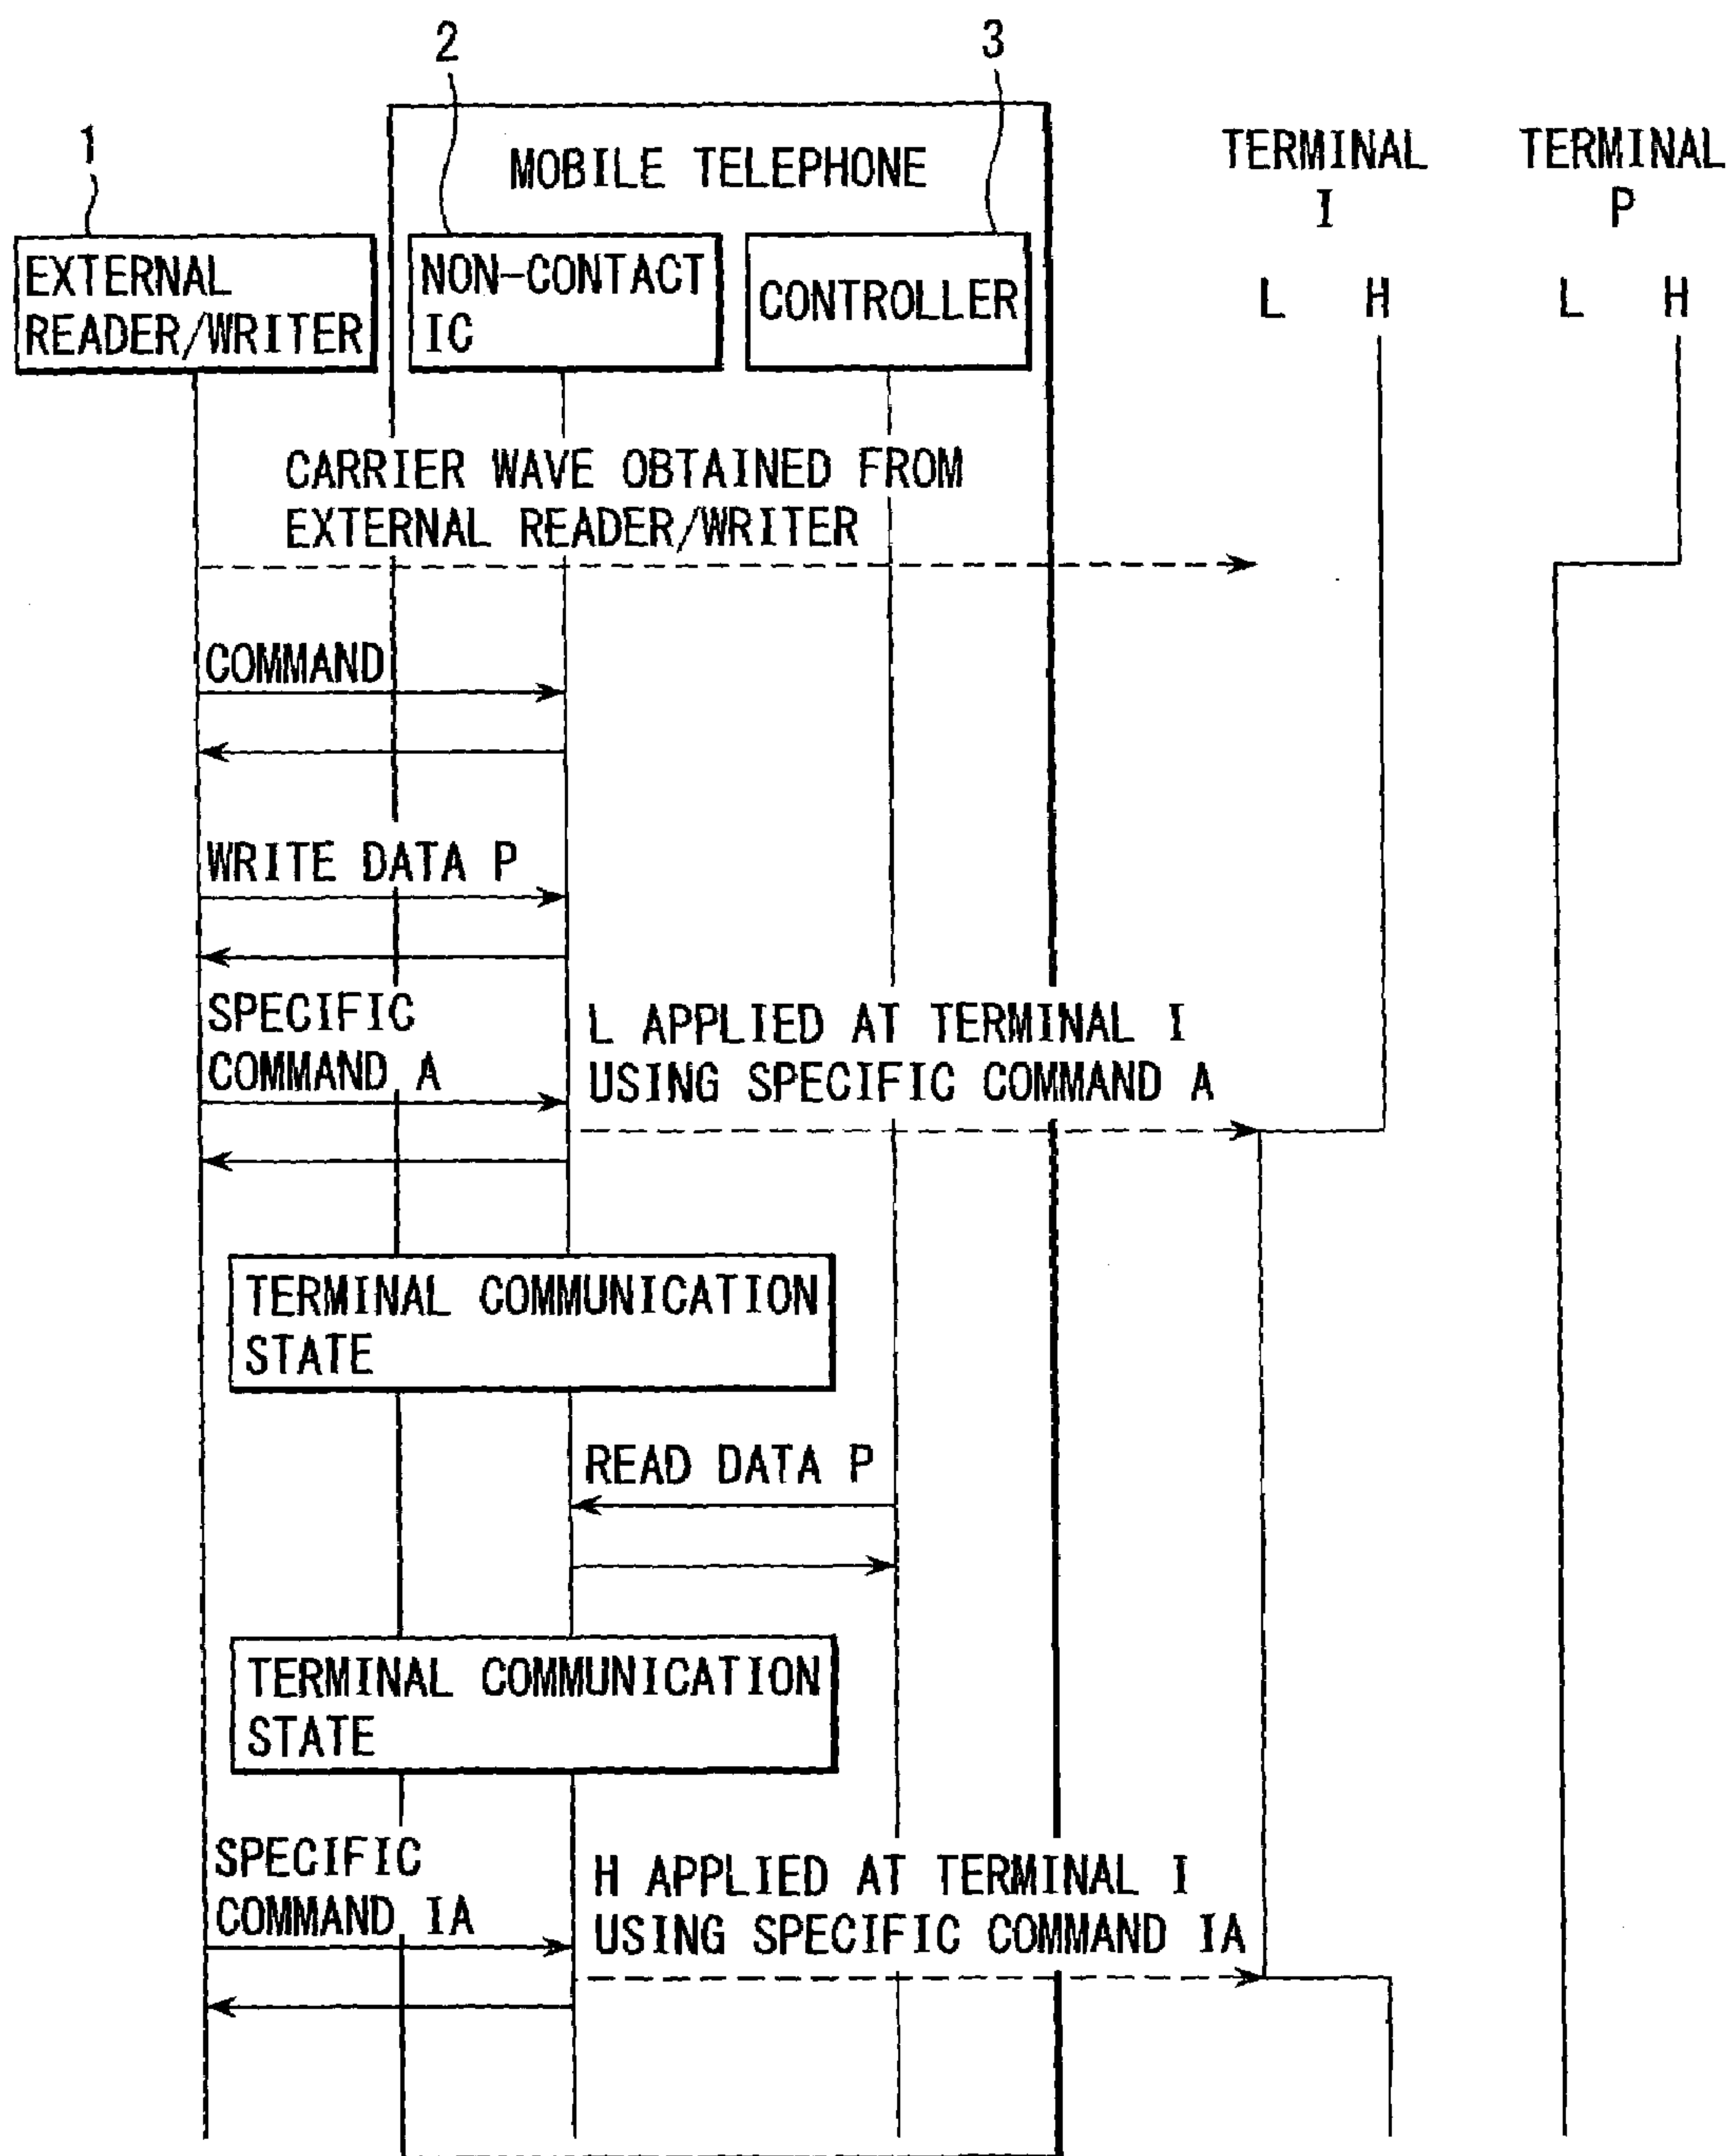 2
3
1
MOBILE TELEPHONE
TERMINAL
I
TERMINAL
P
EXTERNAL
READER/WRITER
NON-CONTACT
IC
CONTROLLER
L H
L H
CARRIER WAVE OBTAINED FROM
EXTERNAL READER/WRITER
COMMAND
WRITE DATA P
SPECIFIC
COMMAND A
L APPLIED AT TERMINAL I
USING SPECIFIC COMMAND A
TERMINAL COMMUNICATION
STATE
READ DATA P
TERMINAL COMMUNICATION
STATE
SPECIFIC
COMMAND IA
H APPLIED AT TERMINAL I
USING SPECIFIC COMMAND IA